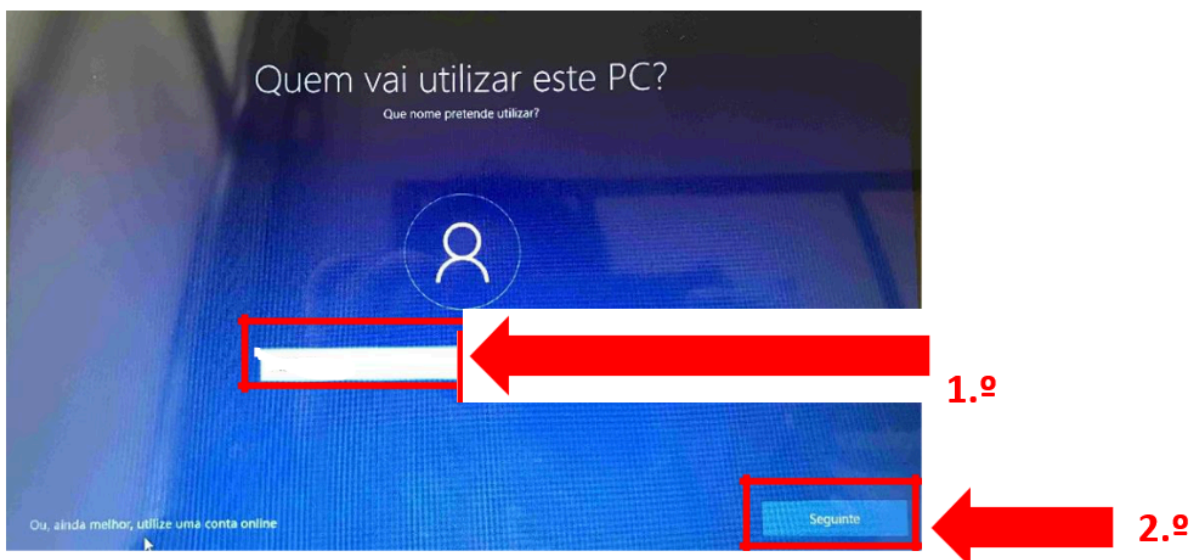 Quem vai utilizar este PC?
Que nome pretende utilizar?
1.º
Seguinte
Ou, ainda melhor, utilize uma conta online
2.º